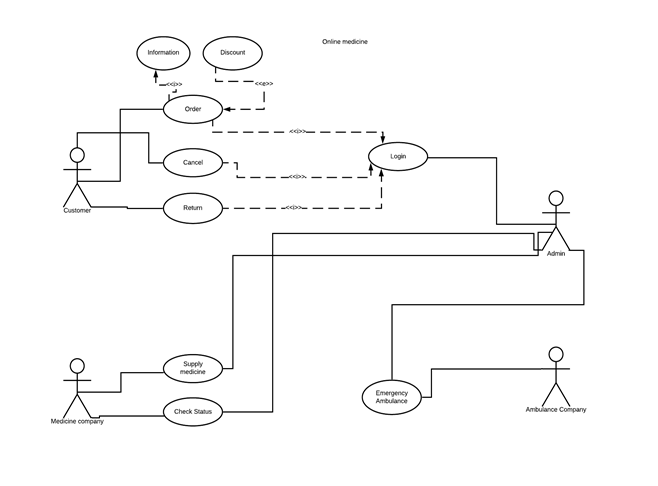 Online medicine
Information
Discount
<<i>>
<<e>>
Order
<<i>>
Login
Cancel
<<i>>
Customer
Return
<<i>>
Admin
Supply
medicine
Emergency
Ambulance
Check Status
Ambulance Company
Medicine company